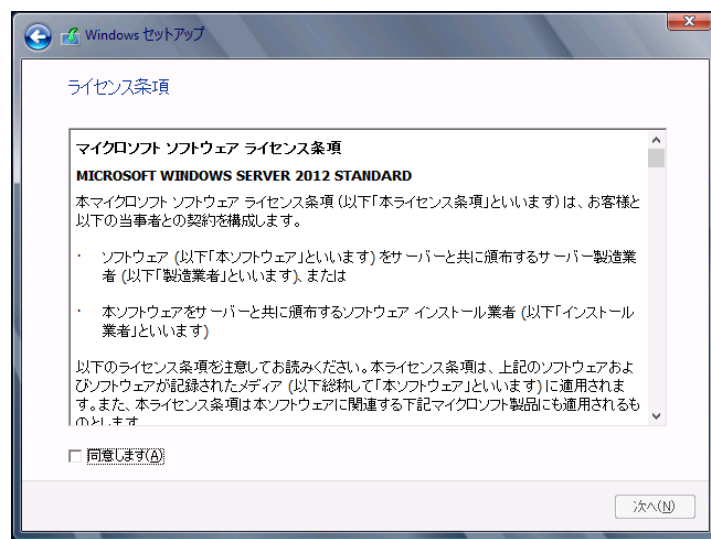 Windows セットアップ
ライセンス条項
マイクロソフト ソフトウェア ライセンス条項
MICROSOFT WINDOWS SERVER 2012 STANDARD
本マイクロソフト ソフトウェア ライセンス条項 (以下「本ライセンス条項」といいます) は、お客様と
以下の当事者との契約を構成します。
· ソフトウェア (以下「本ソフトウェア」といいます) をサーバーと共に頒布するサーバー製造業
者 (以下「製造業者」といいます)、または
· 本ソフトウェアをサーバーと共に頒布するソフトウェア インストール業者 (以下「インストール
業者」といいます)
以下のライセンス条項を注意してお読みください。本ライセンス条項は、上記のソフトウェアおよ
びソフトウェアが記録されたメディア (以下総称して「本ソフトウェア」といいます) に適用されま
す。また、本ライセンス条項は本ソフトウェアに関連する下記マイクロソフト製品にも適用されるも
のとします
同意します(A)
次へ(N)